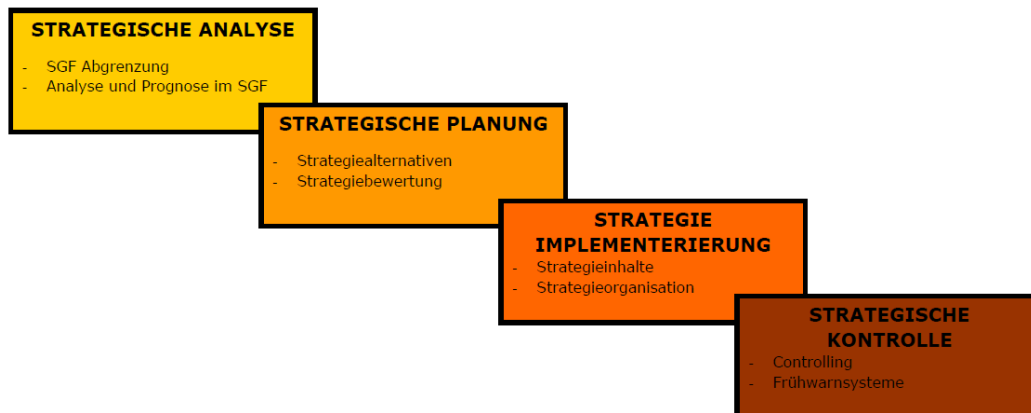 STRATEGISCHE ANALYSE
- SGF Abgrenzung
- Analyse und Prognose im SGF
STRATEGISCHE PLANUNG
- Strategiealternativen
- Strategiebewertung
STRATEGIE
IMPLEMENTERIERUNG
- Strategieinhalte
- Strategieorganisation
STRATEGISCHE
KONTROLLE
- Controlling
- Frühwarnsysteme